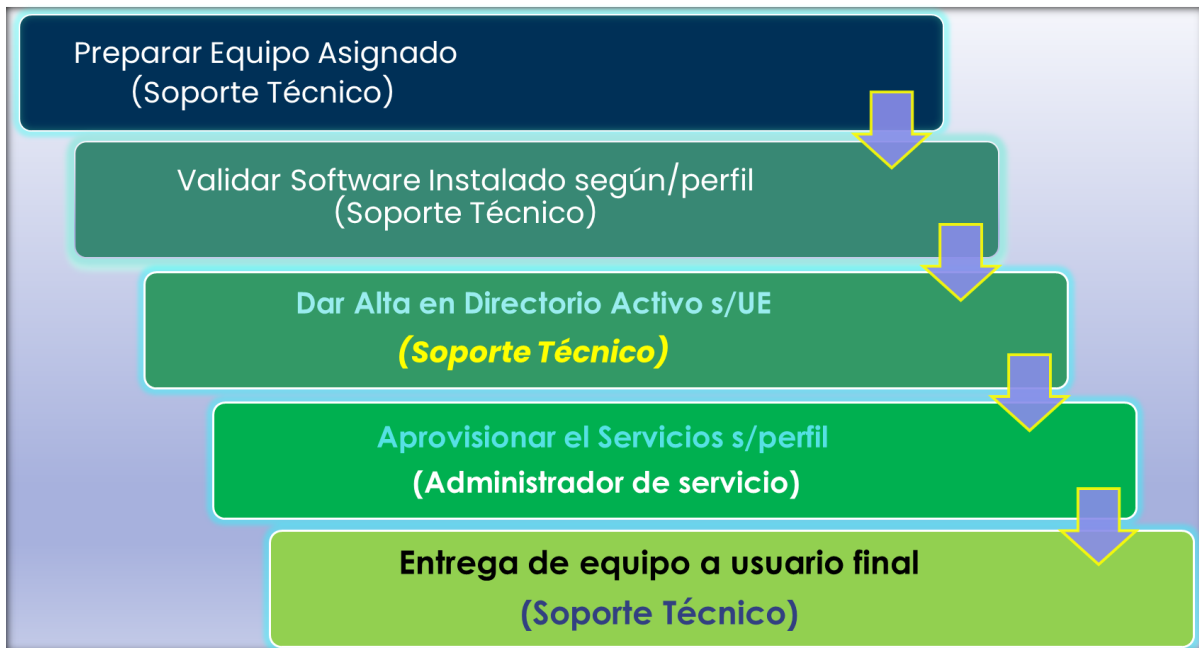 Preparar Equipo Asignado
(Soporte Técnico)
Validar Software Instalado según/perfil
(Soporte Técnico)
Dar Alta en Directorio Activo s/UE
(Soporte Técnico)
Aprovisionar el Servicios s/perfil
(Administrador de servicio)
Entrega de equipo a usuario final
(Soporte Técnico)